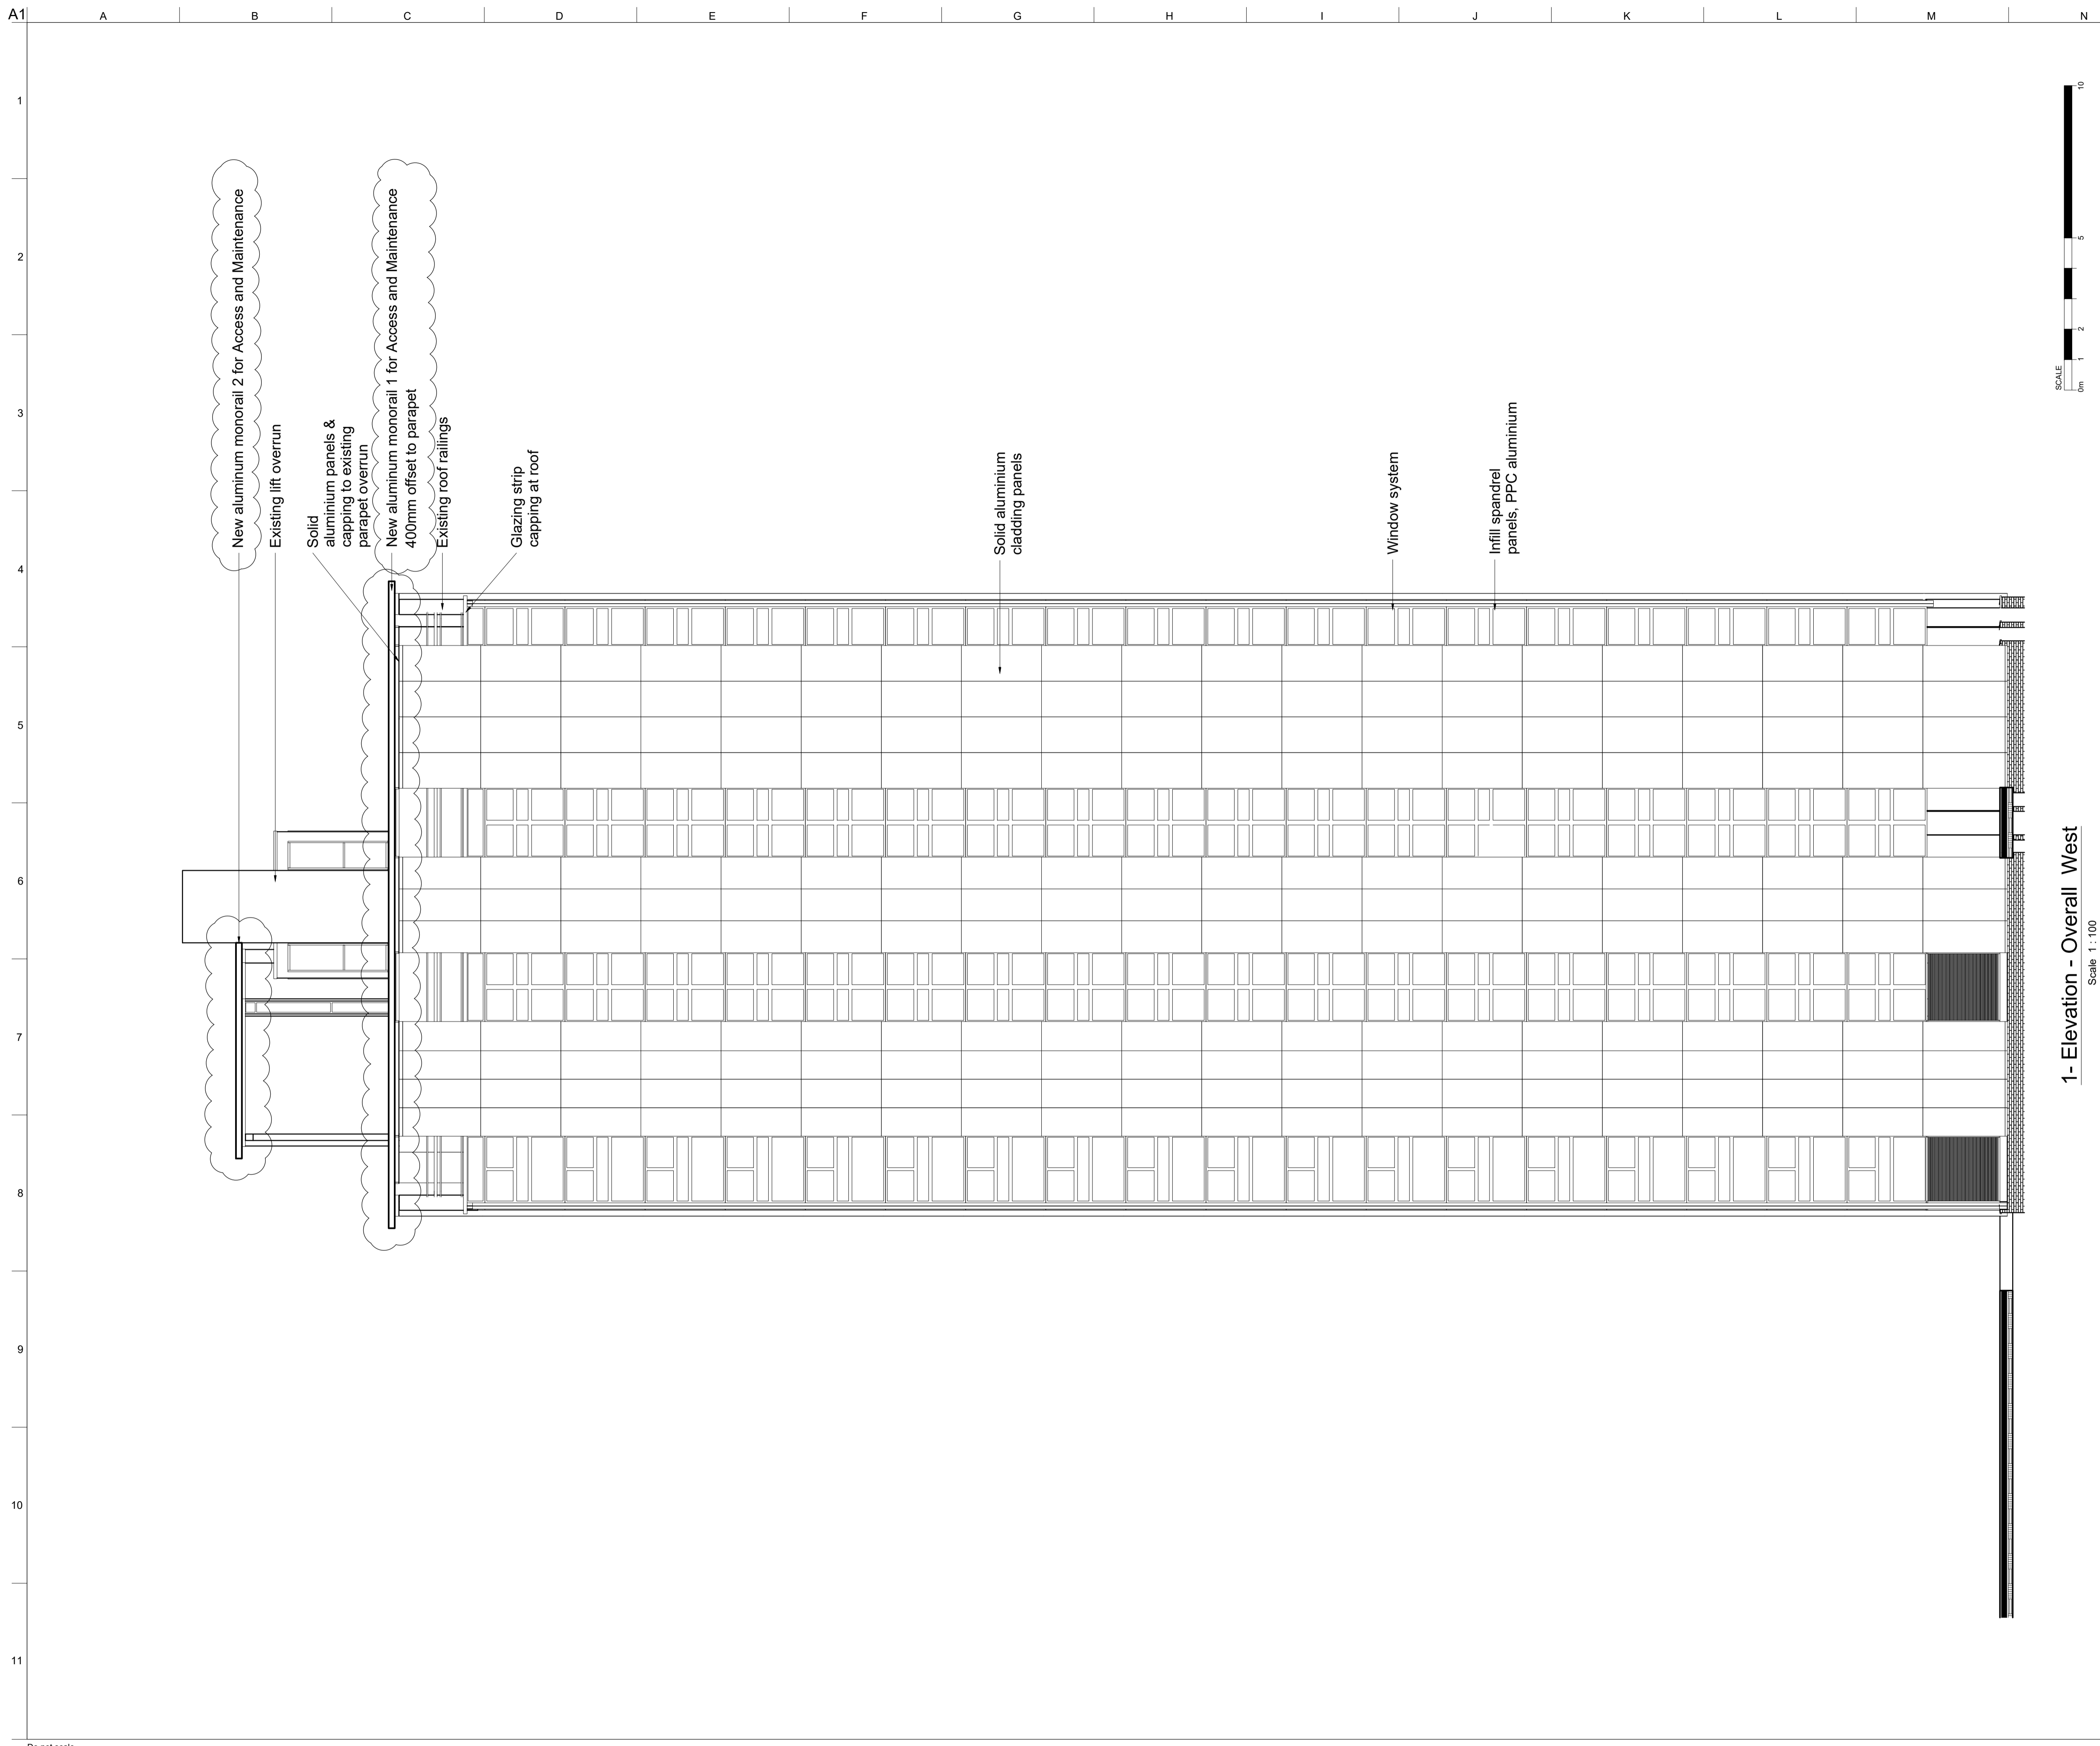 A1
A
B
C
D
E
F
G
H
I
J
K
L
M
N
1
2
3
4
5
6
7
8
9
10
11
New aluminum monorail 2 for Access and Maintenance
Existing lift overrun
Solid
aluminium panels &
capping to existing
parapet overrun
New aluminum monorail 1 for Access and Maintenance
400mm offset to parapet
Existing roof railings
Glazing strip
capping at roof
Solid aluminium
cladding panels
Window system
Infill spandrel
panels, PPC aluminium
SCALE
0m
1
2
5
10
1- Elevation - Overall West
Scale 1 : 100